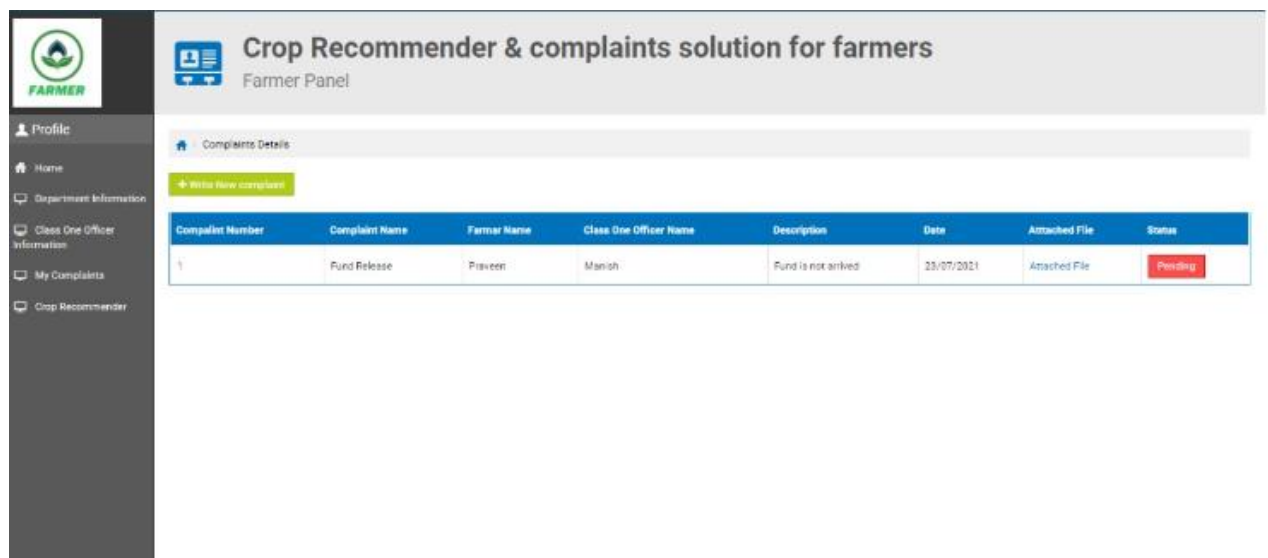 FARMER
Crop Recommender & complaints solution for farmers
Farmer Panel
Profile
Home
Department Information
Class One Officer
Information
My Complaints
Crop Recommender
Complaints Details
+ Write New complaint
Compalint Number Complaint Name Farmar Name Class One Officer Name Description Date Atttached File Status
1 Fund Release Praveen Manish Fund is not arrived 23/07/2021 Attached File Pending